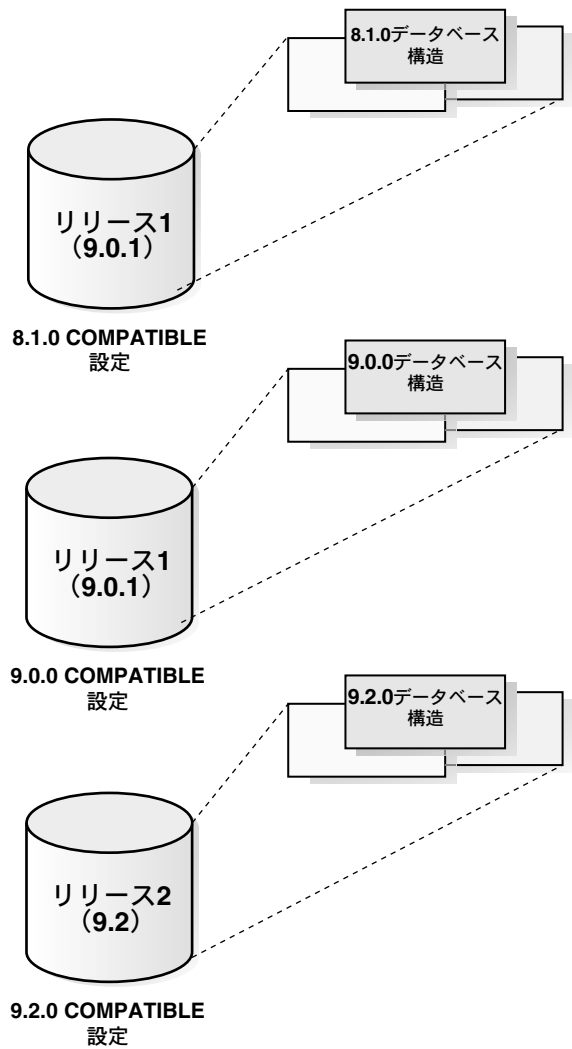 8.1.0データベース
構造
リリース1
（9.0.1）
8.1.0 COMPATIBLE
設定
9.0.0データベース
構造
リリース1
（9.0.1）
9.0.0 COMPATIBLE
設定
9.2.0データベース
構造
リリース2
（9.2）
9.2.0 COMPATIBLE
設定